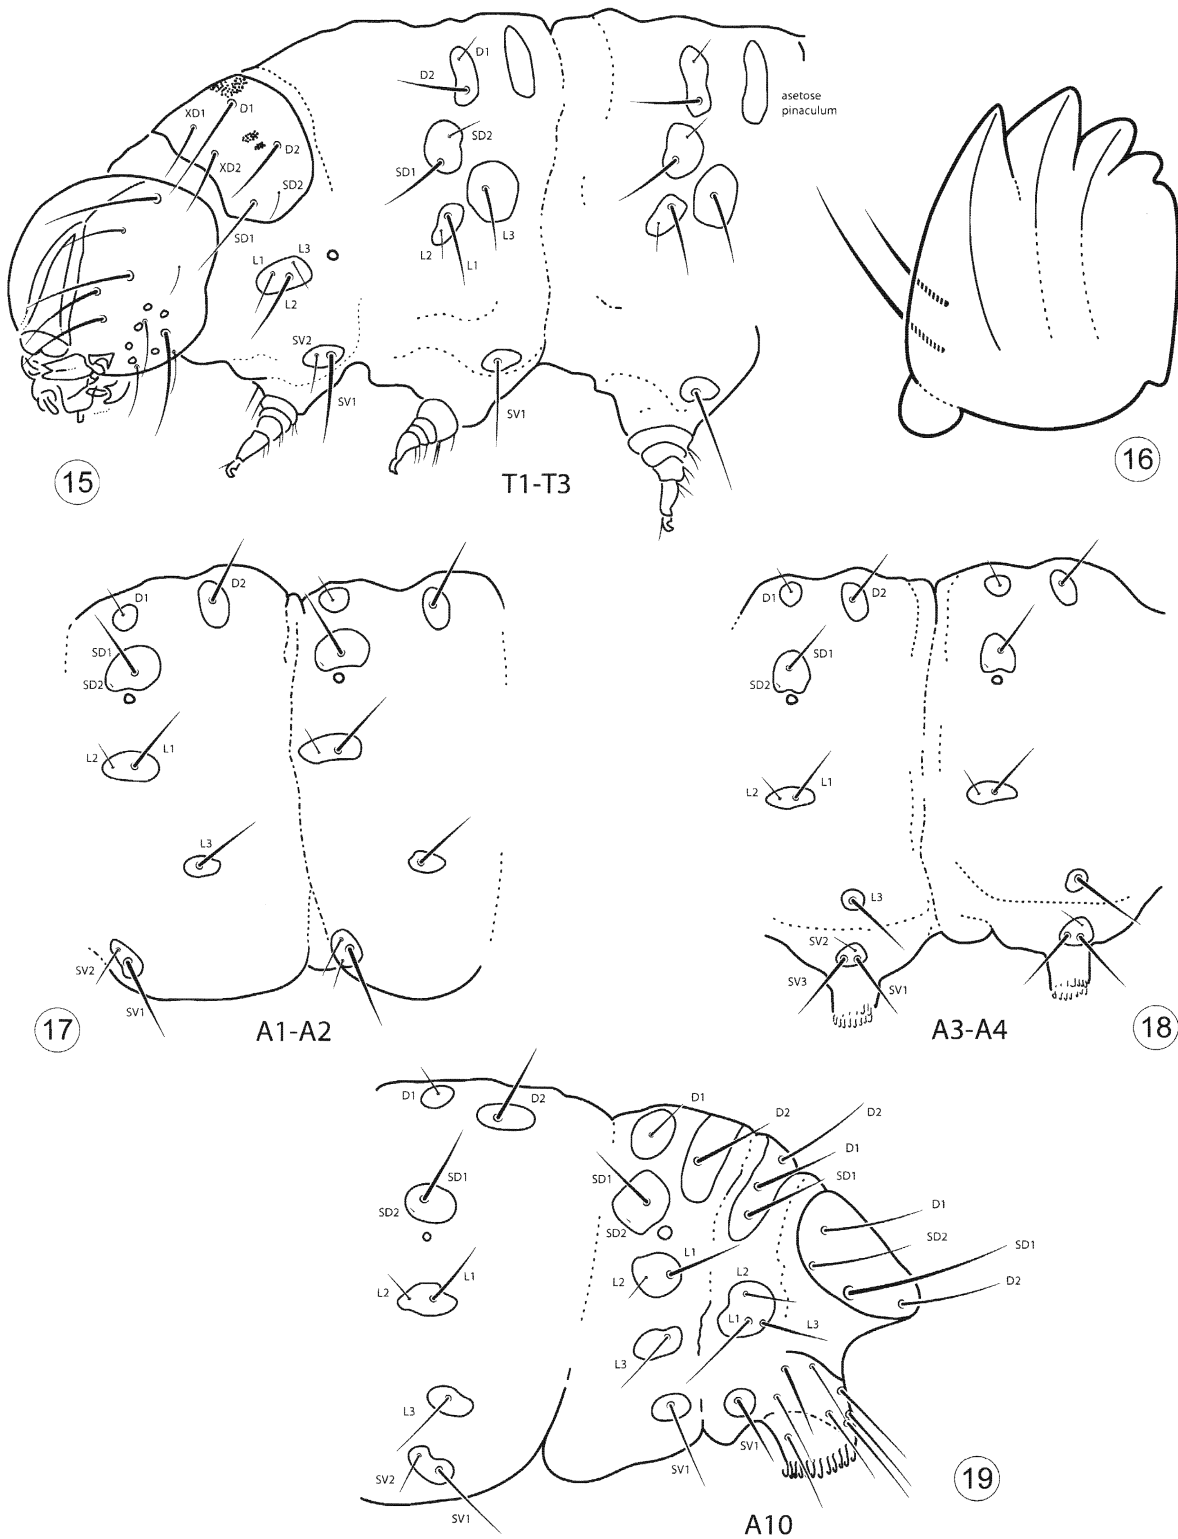 D1
D2
asetose
pinaculum
XD1
D1
SD2
D2
XD2
SD1
SD2
SD1
L3
L2
L1
L1
L3
L2
SV2
SV1
SV1
15
T1-T3
16
D1
D2
SD1
SD2
L2
L1
L3
SV2
SV1
17
A1-A2
D1
D2
SD1
SD2
L2
L1
L3
SV2
SV3
SV1
A3-A4
18
D1
D2
SD1
SD2
L2
L1
L3
SV2
SV1
D1
D2
D2
D1
SD1
SD1
SD2
L1
L2
L2
L1
L3
L3
SV1
SV1
D1
SD2
SD1
D2
19
A10